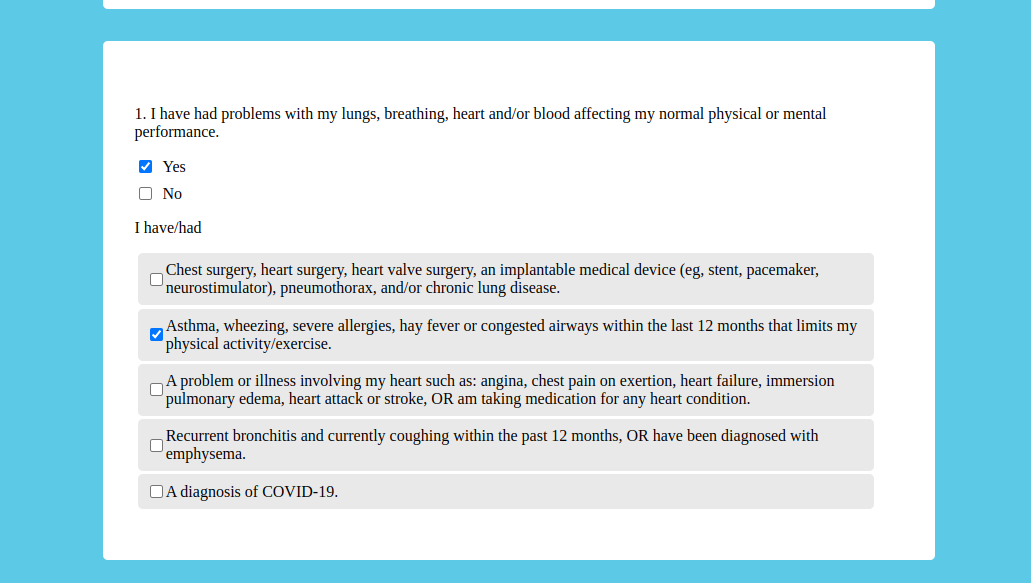 1. I have had problems with my lungs, breathing, heart and/or blood affecting my normal physical or mental
performance.
Yes
No
I have/had
Chest surgery, heart surgery, heart valve surgery, an implantable medical device (eg, stent, pacemaker,
neurostimulator), pneumothorax, and/or chronic lung disease.
Asthma, wheezing, severe allergies, hay fever or congested airways within the last 12 months that limits my
physical activity/exercise.
A problem or illness involving my heart such as: angina, chest pain on exertion, heart failure, immersion
pulmonary edema, heart attack or stroke, OR am taking medication for any heart condition.
Recurrent bronchitis and currently coughing within the past 12 months, OR have been diagnosed with
emphysema.
A diagnosis of COVID-19.